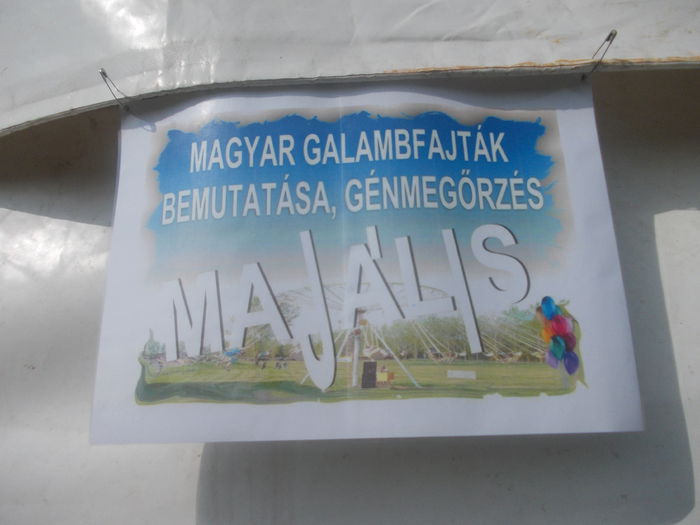 MAGYAR GALAMBFAJTÁK
BEMUTATÁSA, GÉNMEGŐRZÉS
MAJÁLIS